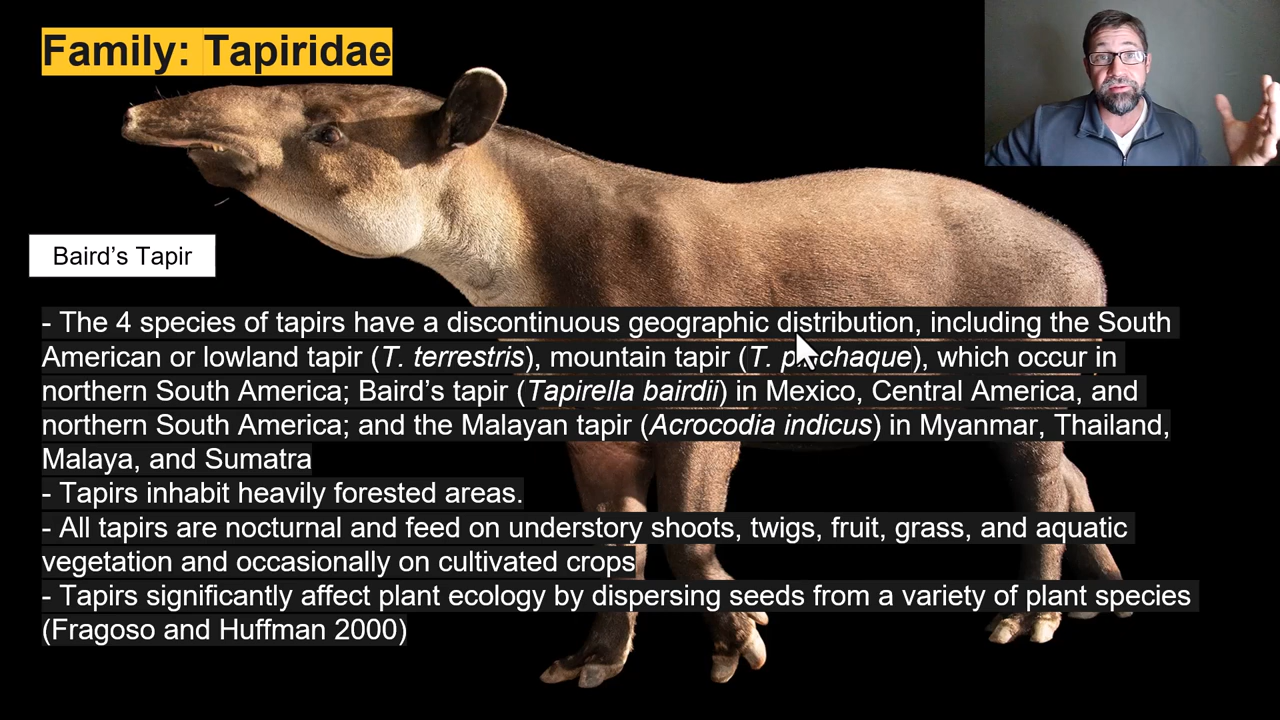 Family: Tapiridae
Baird's Tapir
- The 4 species of tapirs have a discontinuous geographic distribution, including the South
American or lowland tapir (T. terrestris), mountain tapir (T. pinchaque), which occur in
northern South America; Baird's tapir (Tapirella bairdii) in Mexico, Central America, and
northern South America; and the Malayan tapir (Acrocodia indicus) in Myanmar, Thailand,
Malaya, and Sumatra
- Tapirs inhabit heavily forested areas.
- All tapirs are nocturnal and feed on understory shoots, twigs, fruit, grass, and aquatic
vegetation and occasionally on cultivated crops
- Tapirs significantly affect plant ecology by dispersing seeds from a variety of plant species
(Fragoso and Huffman 2000)